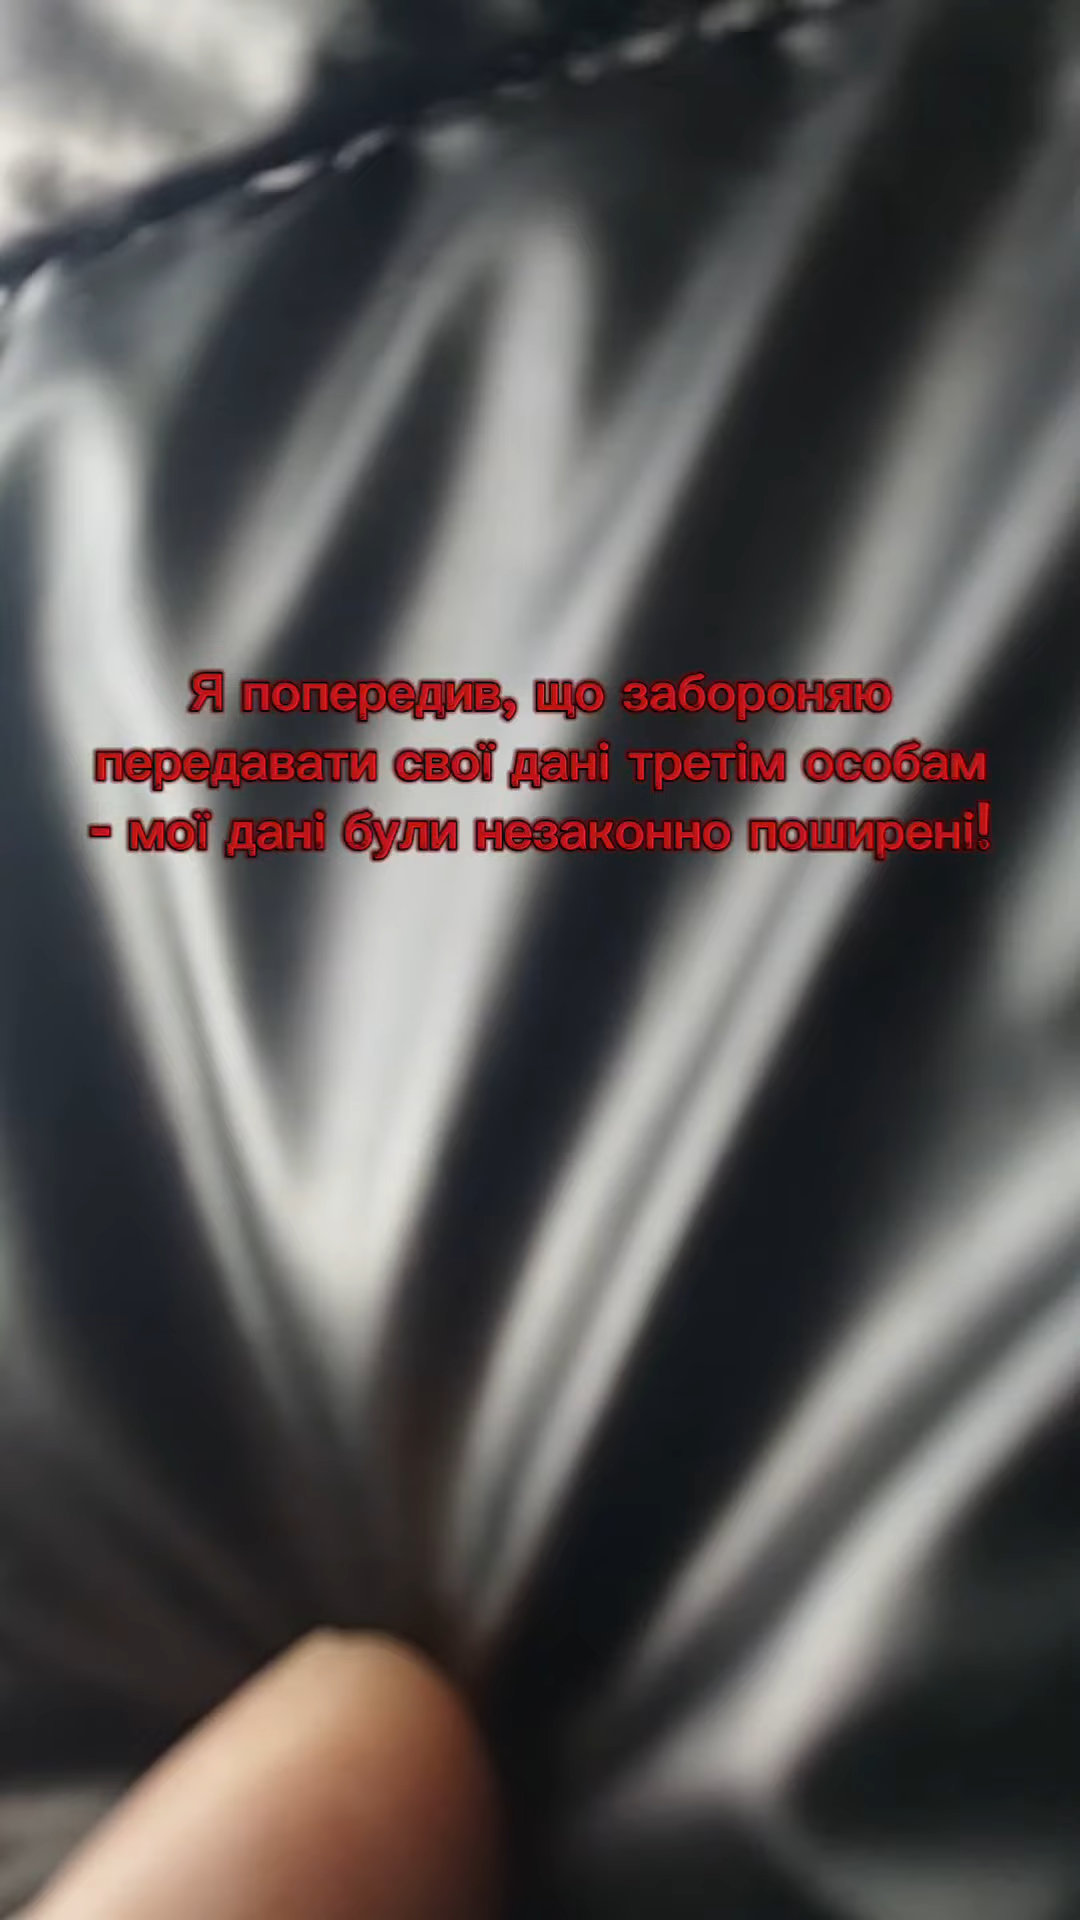 Я попередив, що забороняю
передавати свої дані третім особам
- мої дані були незаконно поширені!